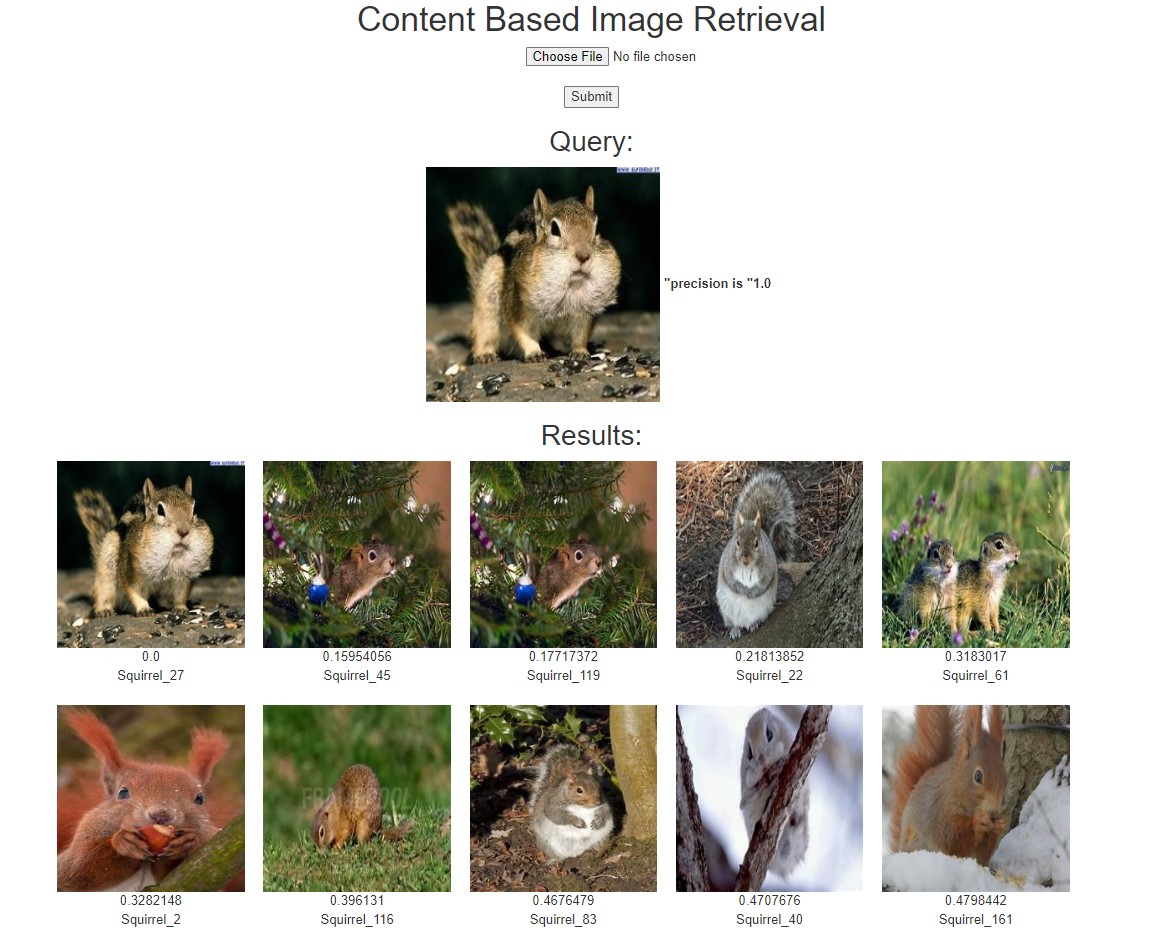 Content Based Image Retrieval
Choose File No file chosen
Submit
Query:
"precision is "1.0
Results:
0.0 0.15954056 0.17717372 0.21813852 0.3183017
Squirrel_27 Squirrel_45 Squirrel_119 Squirrel_22 Squirrel_61
0.3282148 0.396131 0.4676479 0.4707676 0.4798442
Squirrel_2 Squirrel_116 Squirrel_83 Squirrel_40 Squirrel_161